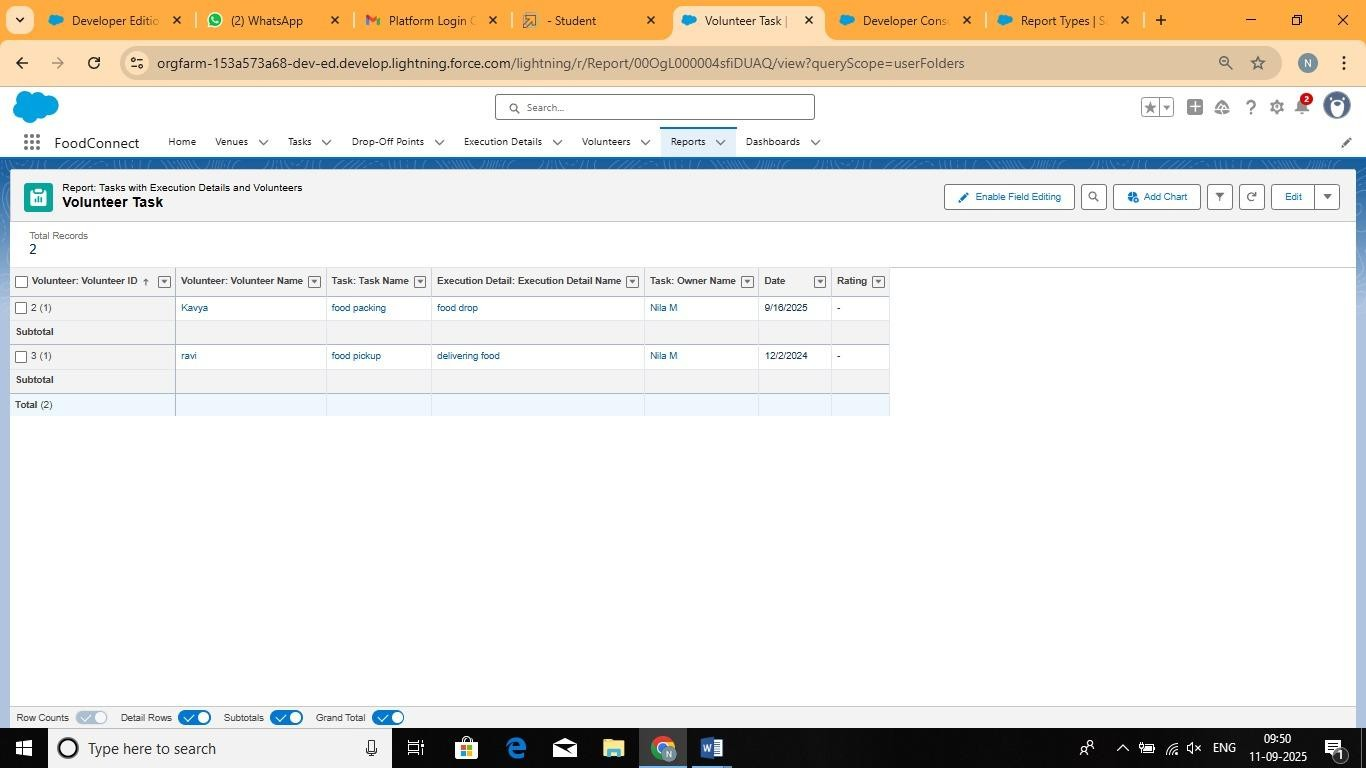 Developer Editio
(2) WhatsApp
Platform Login C
- Student
Volunteer Task |
Developer Conso
Report Types | S
orgfarm-153a573a68-dev-ed.develop.lightning.force.com/lightning/r/Report/00OgL000004sfiDUAQ/view?queryScope=userFolders
N
Search...
2
FoodConnect
Home
Venues
Tasks
Drop-Off Points
Execution Details
Volunteers
Reports
Dashboards
Report: Tasks with Execution Details and Volunteers
Volunteer Task
Enable Field Editing
Add Chart
Edit
Total Records
2
Volunteer: Volunteer ID ↑ Volunteer: Volunteer Name Task: Task Name Execution Detail: Execution Detail Name Task: Owner Name Date Rating
2 (1) Kavya food packing food drop Nila M 9/16/2025 -
Subtotal
3 (1) ravi food pickup delivering food Nila M 12/2/2024 -
Subtotal
Total (2)
Row Counts Detail Rows Subtotals Grand Total
Type here to search
ENG
09:50
11-09-2025
1